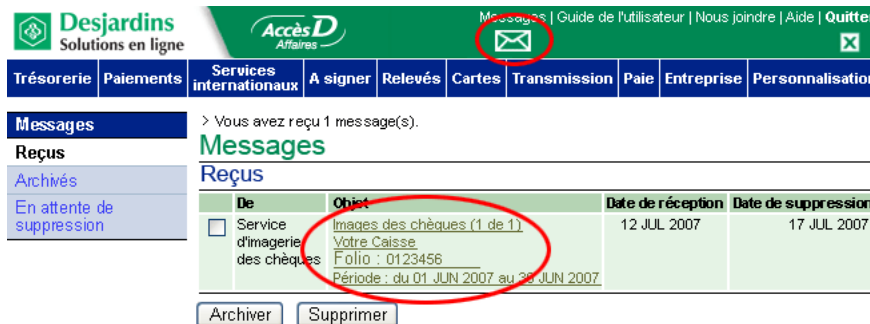 Desjardins
Solutions en ligne
AccèsD
Affaires
Messages | Guide de l'utilisateur | Nous joindre | Aide | Quitter
Trésorerie Paiements Services internationaux A signer Relevés Cartes Transmission Paie Entreprise Personnalisation
Messages
Reçus
Archivés
En attente de
suppression
> Vous avez reçu 1 message(s).
Messages
Reçus
De Objet Date de réception Date de suppression
Service Images des chèques (1 de 1) 12 JUL 2007 17 JUL 2007
d'imagerie Votre Caisse
des chèques Folio : 0123456
Période : du 01 JUN 2007 au 30 JUN 2007
Archiver Supprimer